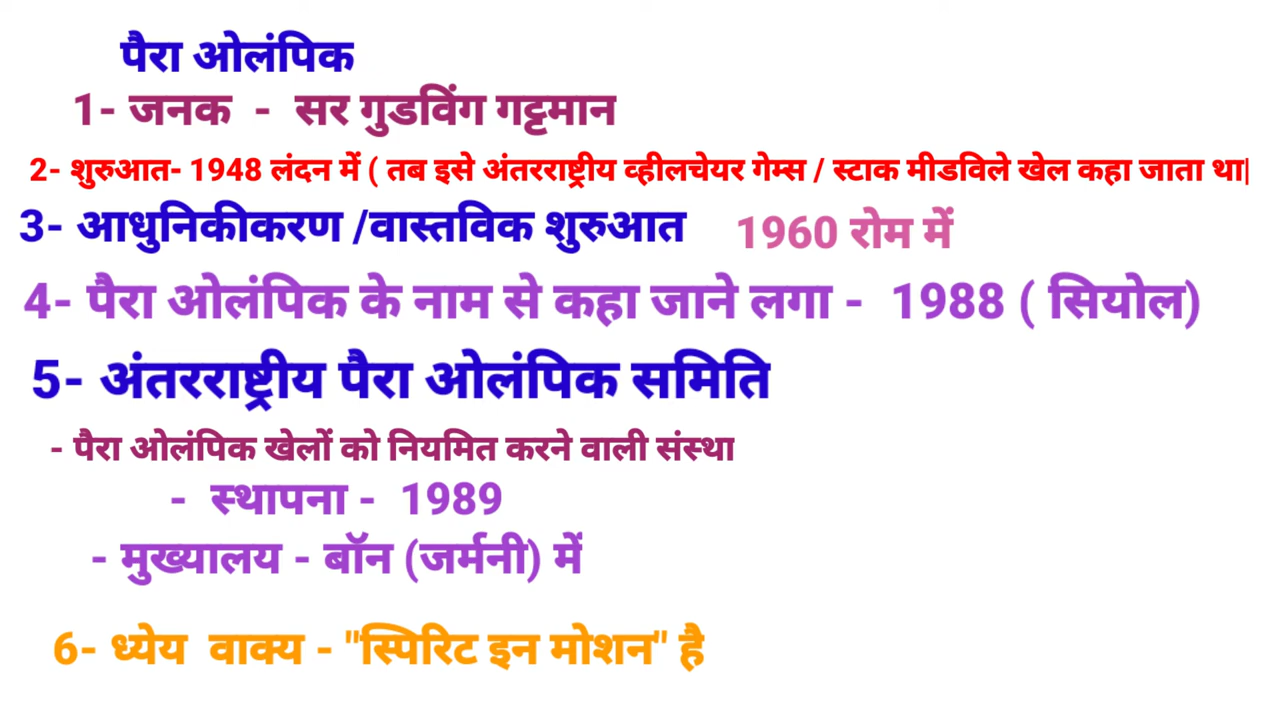 पैरा ओलंपिक
1- जनक - सर गुडविंग गट्टमान
2- शुरुआत- 1948 लंदन में ( तब इसे अंतरराष्ट्रीय व्हीलचेयर गेम्स / स्टाक मीडविले खेल कहा जाता था|
3- आधुनिकीकरण /वास्तविक शुरुआत 1960 रोम में
4- पैरा ओलंपिक के नाम से कहा जाने लगा - 1988 ( सियोल)
5- अंतरराष्ट्रीय पैरा ओलंपिक समिति
- पैरा ओलंपिक खेलों को नियमित करने वाली संस्था
- स्थापना - 1989
- मुख्यालय - बॉन (जर्मनी) में
6- ध्येय वाक्य - "स्पिरिट इन मोशन" है